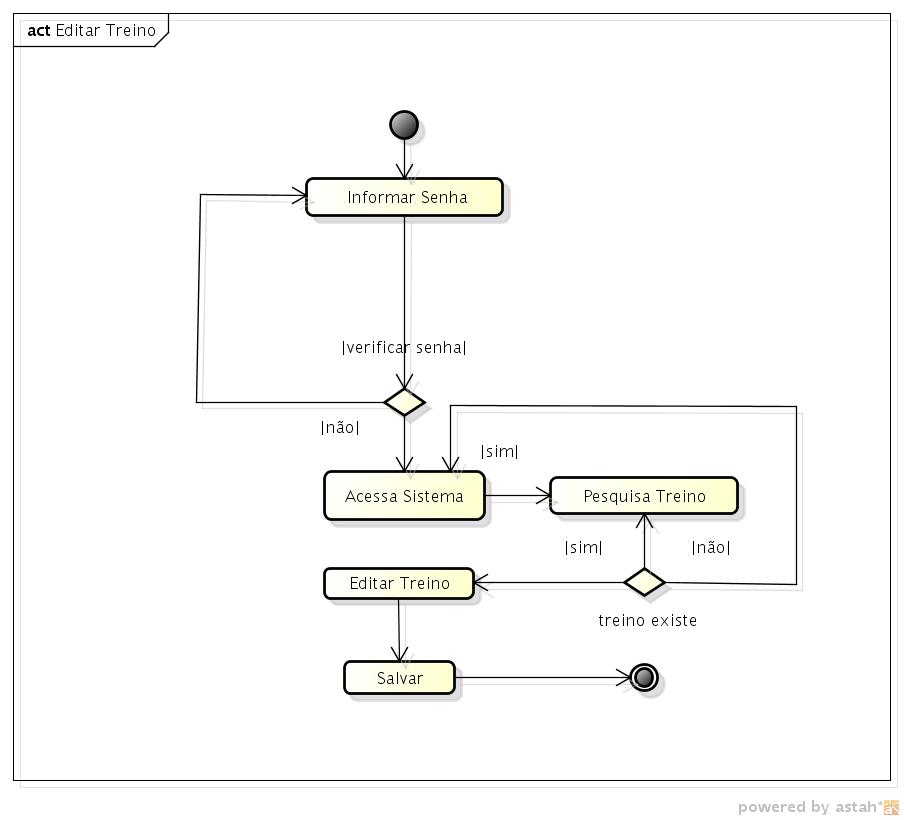 act Editar Treino
Informar Senha
|verificar senha|
|não|
|sim|
Acessa Sistema
Pesquisa Treino
|sim|
|não|
Editar Treino
treino existe
Salvar
powered by astah*